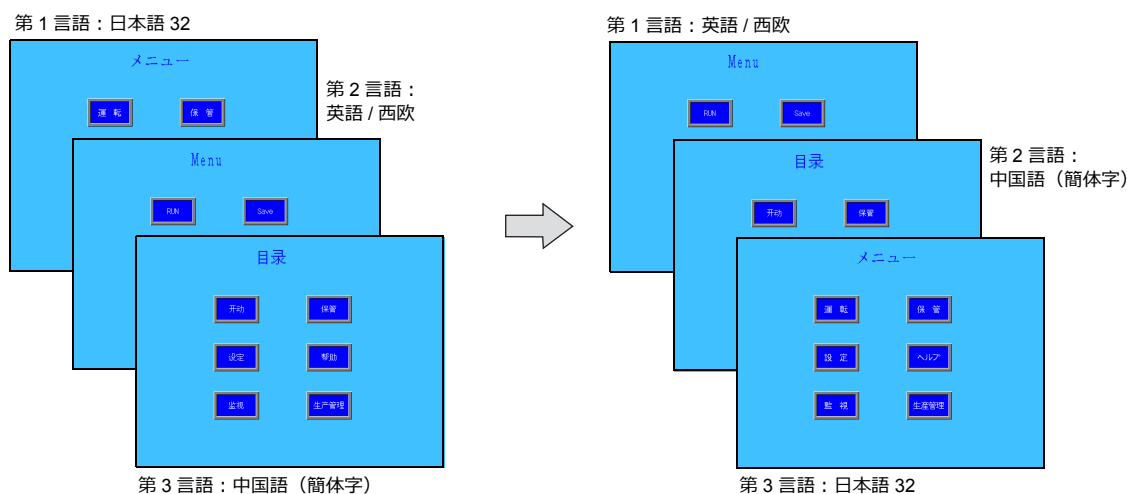 第 1 言語：日本語 32
メニュー
運 転
保 管
第 2 言語：
英語 / 西欧
Menu
RUN
Save
目录
开动
保管
设定
帮助
监视
生产管理
第 3 言語：中国語（簡体字）
第 1 言語：英語 / 西欧
Menu
RUN
Save
第 2 言語：
中国語（簡体字）
目录
开动
保管
メニュー
運 転
保 管
設 定
ヘルプ
監 視
生産管理
第 3 言語：日本語 32